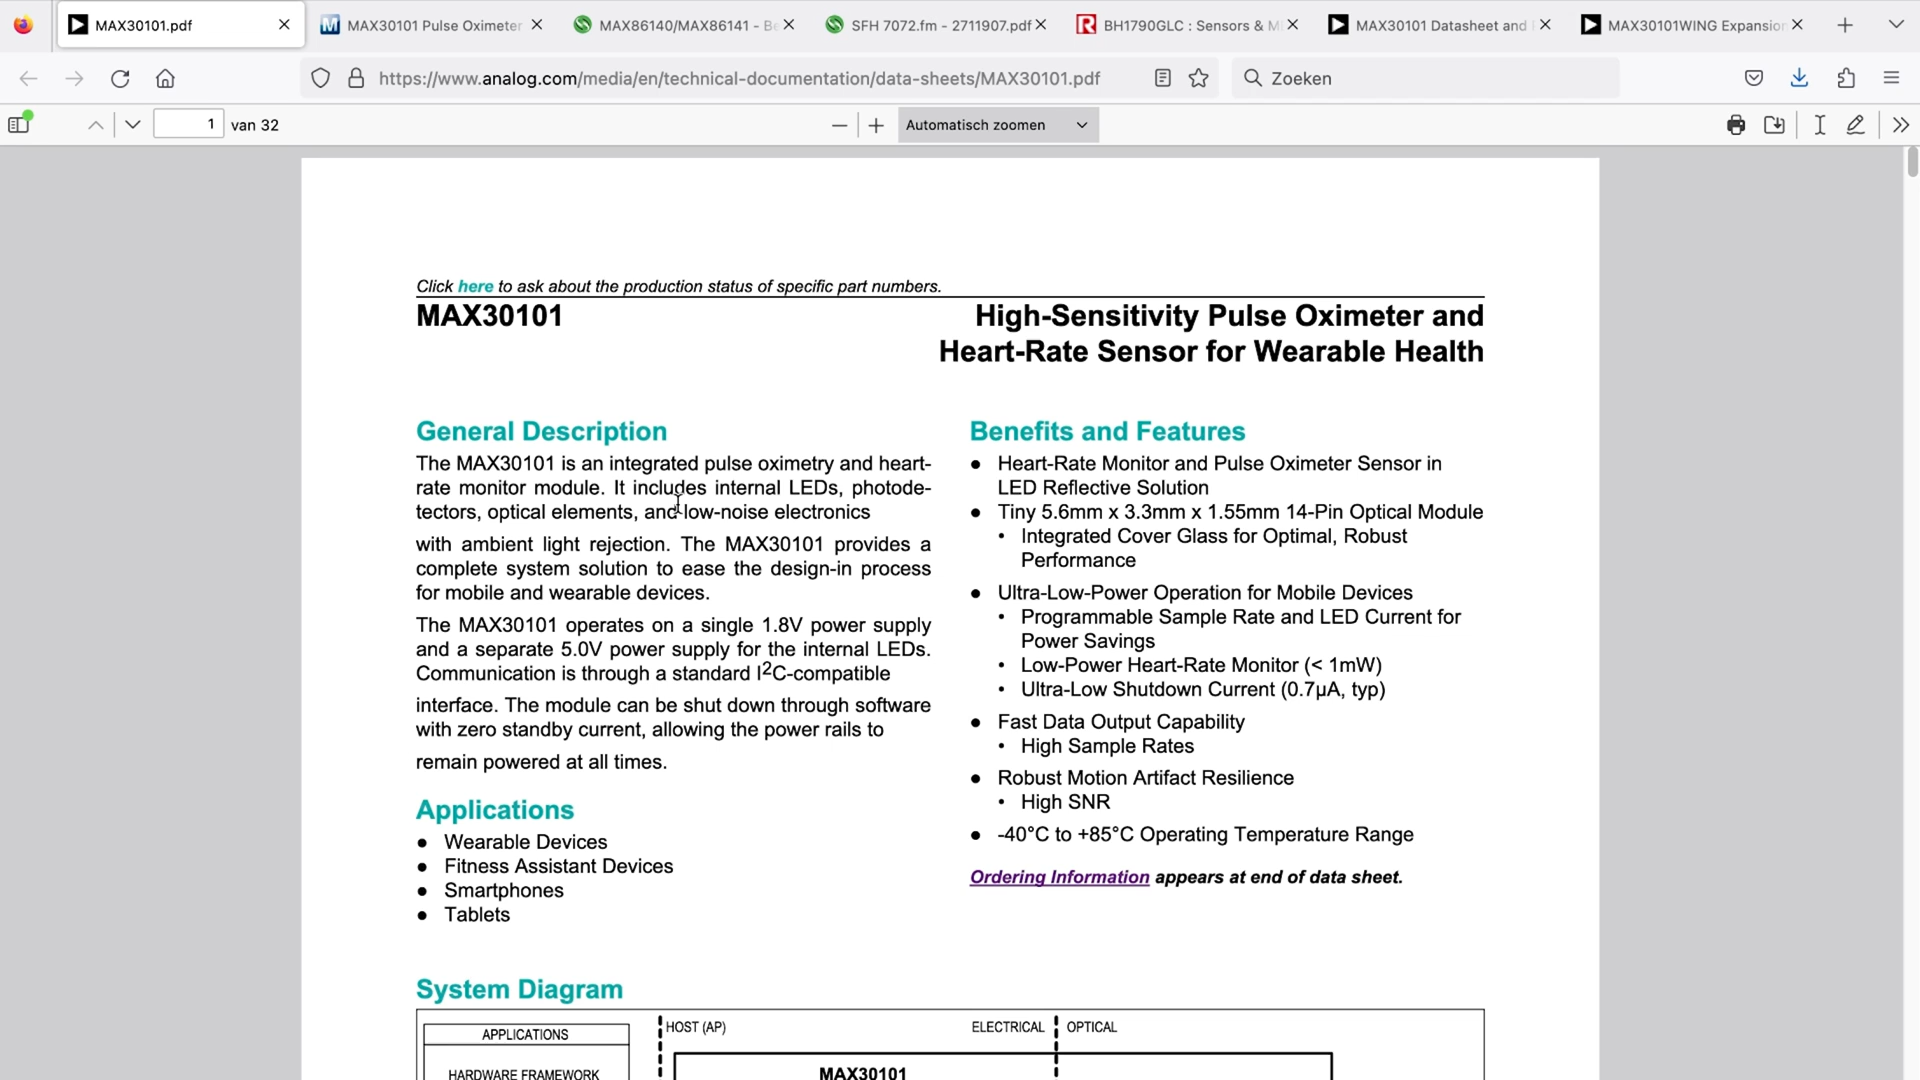 MAX30101.pdf
MAX30101 Pulse Oximeter
MAX86140/MAX86141 - Be
SFH 7072.fm - 2711907.pdf
BH1790GLC : Sensors & M
MAX30101 Datasheet and
MAX30101WING Expansion
https://www.analog.com/media/en/technical-documentation/data-sheets/MAX30101.pdf
Zoeken
1 van 32
Automatisch zoomen
Click here to ask about the production status of specific part numbers.
MAX30101
High-Sensitivity Pulse Oximeter and
Heart-Rate Sensor for Wearable Health
General Description
The MAX30101 is an integrated pulse oximetry and heart-
rate monitor module. It includes internal LEDs, photode-
tectors, optical elements, and low-noise electronics
with ambient light rejection. The MAX30101 provides a
complete system solution to ease the design-in process
for mobile and wearable devices.
The MAX30101 operates on a single 1.8V power supply
and a separate 5.0V power supply for the internal LEDs.
Communication is through a standard I2C-compatible
interface. The module can be shut down through software
with zero standby current, allowing the power rails to
remain powered at all times.
Applications
● Wearable Devices
● Fitness Assistant Devices
● Smartphones
● Tablets
Benefits and Features
● Heart-Rate Monitor and Pulse Oximeter Sensor in
LED Reflective Solution
● Tiny 5.6mm x 3.3mm x 1.55mm 14-Pin Optical Module
• Integrated Cover Glass for Optimal, Robust
Performance
● Ultra-Low-Power Operation for Mobile Devices
• Programmable Sample Rate and LED Current for
Power Savings
• Low-Power Heart-Rate Monitor (< 1mW)
• Ultra-Low Shutdown Current (0.7µA, typ)
● Fast Data Output Capability
• High Sample Rates
● Robust Motion Artifact Resilience
• High SNR
● -40°C to +85°C Operating Temperature Range
Ordering Information appears at end of data sheet.
System Diagram
APPLICATIONS
HOST (AP)
ELECTRICAL
OPTICAL
HARDWARE FRAMEWORK
MAX30101